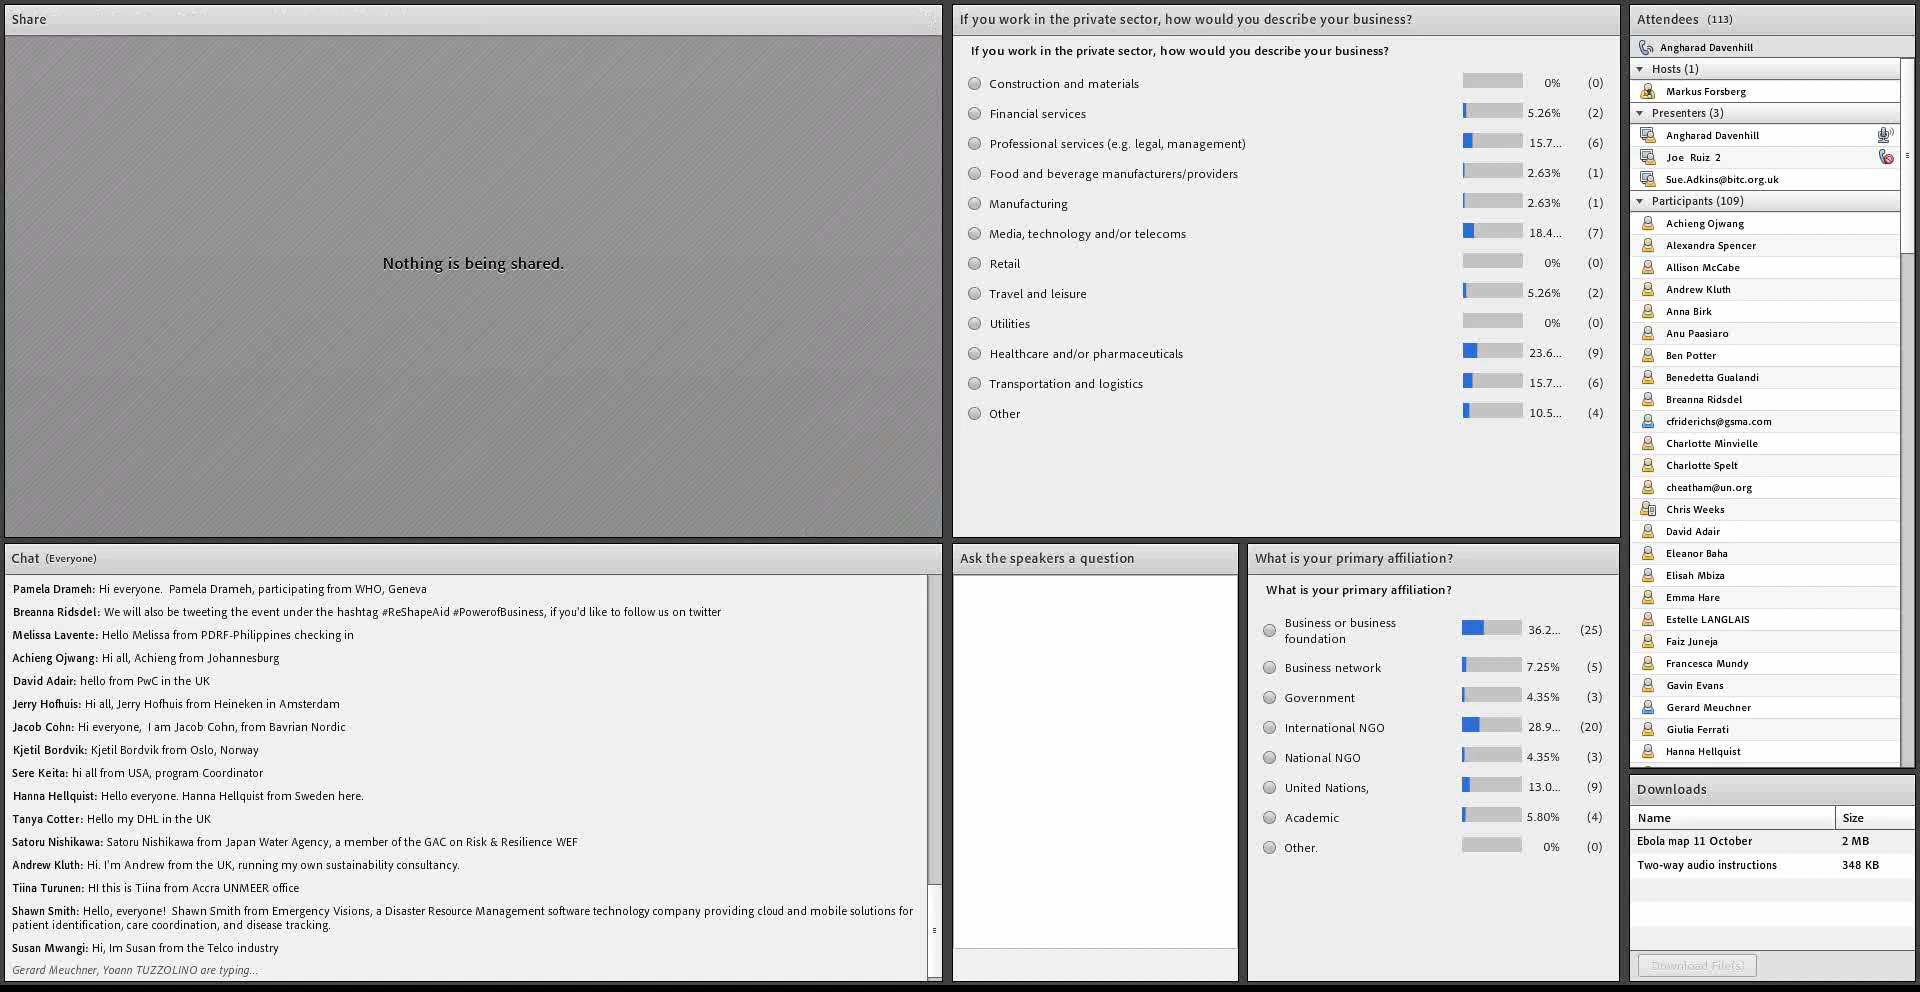 Share
Nothing is being shared.
If you work in the private sector, how would you describe your business?
If you work in the private sector, how would you describe your business?
Construction and materials 0% (0)
Financial services 5.26% (2)
Professional services (e.g. legal, management) 15.7... (6)
Food and beverage manufacturers/providers 2.63% (1)
Manufacturing 2.63% (1)
Media, technology and/or telecoms 18.4... (7)
Retail 0% (0)
Travel and leisure 5.26% (2)
Utilities 0% (0)
Healthcare and/or pharmaceuticals 23.6... (9)
Transportation and logistics 15.7... (6)
Other 10.5... (4)
Attendees (113)
Angharad Davenhill
Hosts (1)
Markus Forsberg
Presenters (3)
Angharad Davenhill
Joe Ruiz 2
Sue.Adkins@bitc.org.uk
Participants (109)
Achieng Ojwang
Alexandra Spencer
Allison McCabe
Andrew Kluth
Anna Birk
Anu Paasiaro
Ben Potter
Benedetta Gualandi
Breanna Ridsdel
cfriderichs@gsma.com
Charlotte Minvielle
Charlotte Spelt
cheatham@un.org
Chris Weeks
David Adair
Eleanor Baha
Elisah Mbiza
Emma Hare
Estelle LANGLAIS
Faiz Juneja
Francesca Mundy
Gavin Evans
Gerard Meuchner
Giulia Ferrati
Hanna Hellquist
Chat (Everyone)
Pamela Drameh: Hi everyone. Pamela Drameh, participating from WHO, Geneva
Breanna Ridsdel: We will also be tweeting the event under the hashtag #ReShapeAid #PowerofBusiness, if you'd like to follow us on twitter
Melissa Lavente: Hello Melissa from PDRF-Philippines checking in
Achieng Ojwang: Hi all, Achieng from Johannesburg
David Adair: hello from PwC in the UK
Jerry Hofhuis: Hi all, Jerry Hofhuis from Heineken in Amsterdam
Jacob Cohn: Hi everyone, I am Jacob Cohn, from Bavrian Nordic
Kjetil Bordvik: Kjetil Bordvik from Oslo, Norway
Sere Keita: hi all from USA, program Coordinator
Hanna Hellquist: Hello everyone. Hanna Hellquist from Sweden here.
Tanya Cotter: Hello my DHL in the UK
Satoru Nishikawa: Satoru Nishikawa from Japan Water Agency, a member of the GAC on Risk & Resilience WEF
Andrew Kluth: Hi. I'm Andrew from the UK, running my own sustainability consultancy.
Tiina Turunen: HI this is Tiina from Accra UNMEER office
Shawn Smith: Hello, everyone! Shawn Smith from Emergency Visions, a Disaster Resource Management software technology company providing cloud and mobile solutions for
patient identification, care coordination, and disease tracking.
Susan Mwangi: Hi, Im Susan from the Telco industry
Gerard Meuchner, Yoann TUZZOLINO are typing...
Ask the speakers a question
What is your primary affiliation?
What is your primary affiliation?
Business or business
foundation 36.2... (25)
Business network 7.25% (5)
Government 4.35% (3)
International NGO 28.9... (20)
National NGO 4.35% (3)
United Nations, 13.0... (9)
Academic 5.80% (4)
Other. 0% (0)
Downloads
Name Size
Ebola map 11 October 2 MB
Two-way audio instructions 348 KB
Download File(s)